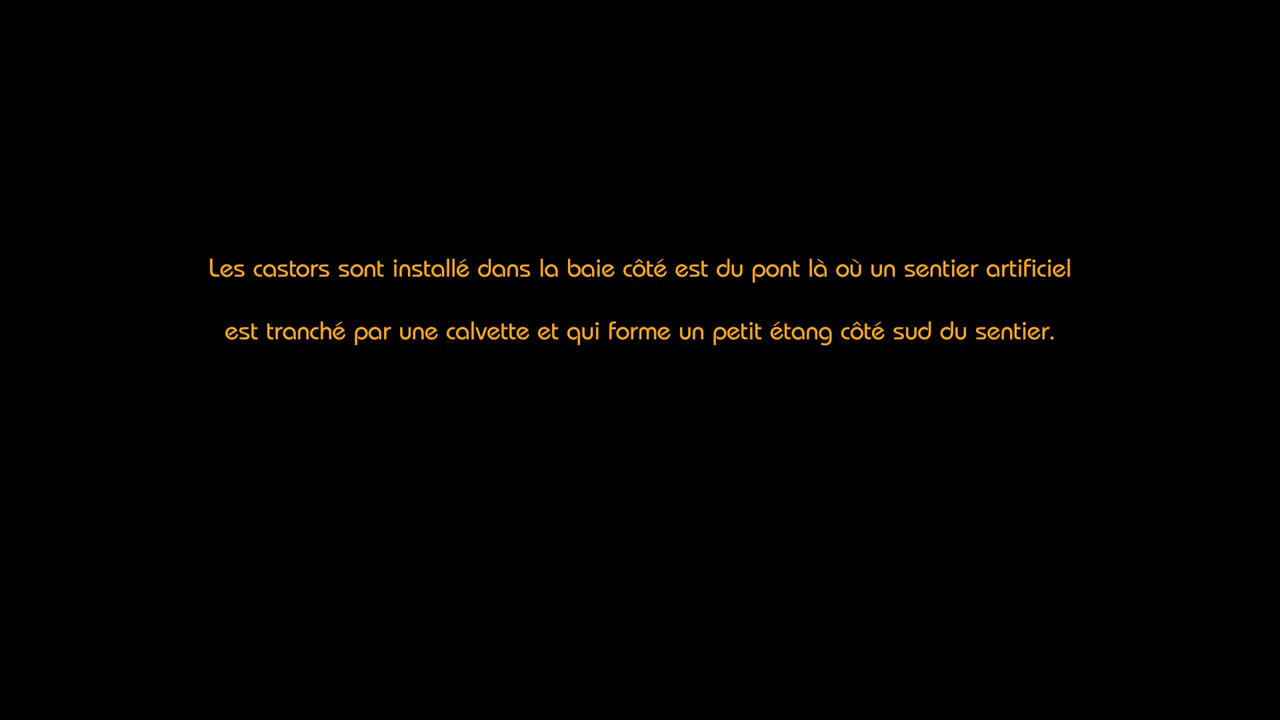 Les castors sont installé dans la baie côté est du pont là où un sentier artificiel
est tranché par une calvette et qui forme un petit étang côté sud du sentier.